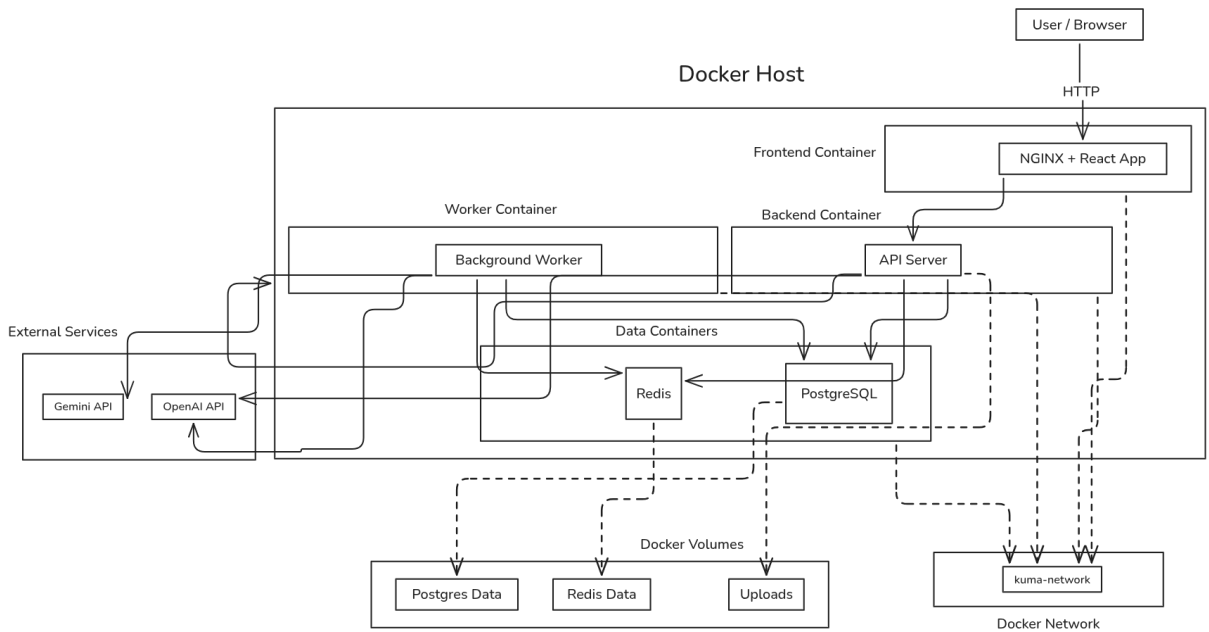 User / Browser
Docker Host
HTTP
Frontend Container
NGINX + React App
Worker Container
Backend Container
Background Worker
API Server
External Services
Data Containers
Gemini API
OpenAI API
Redis
PostgreSQL
Docker Volumes
Postgres Data
Redis Data
Uploads
kuma-network
Docker Network